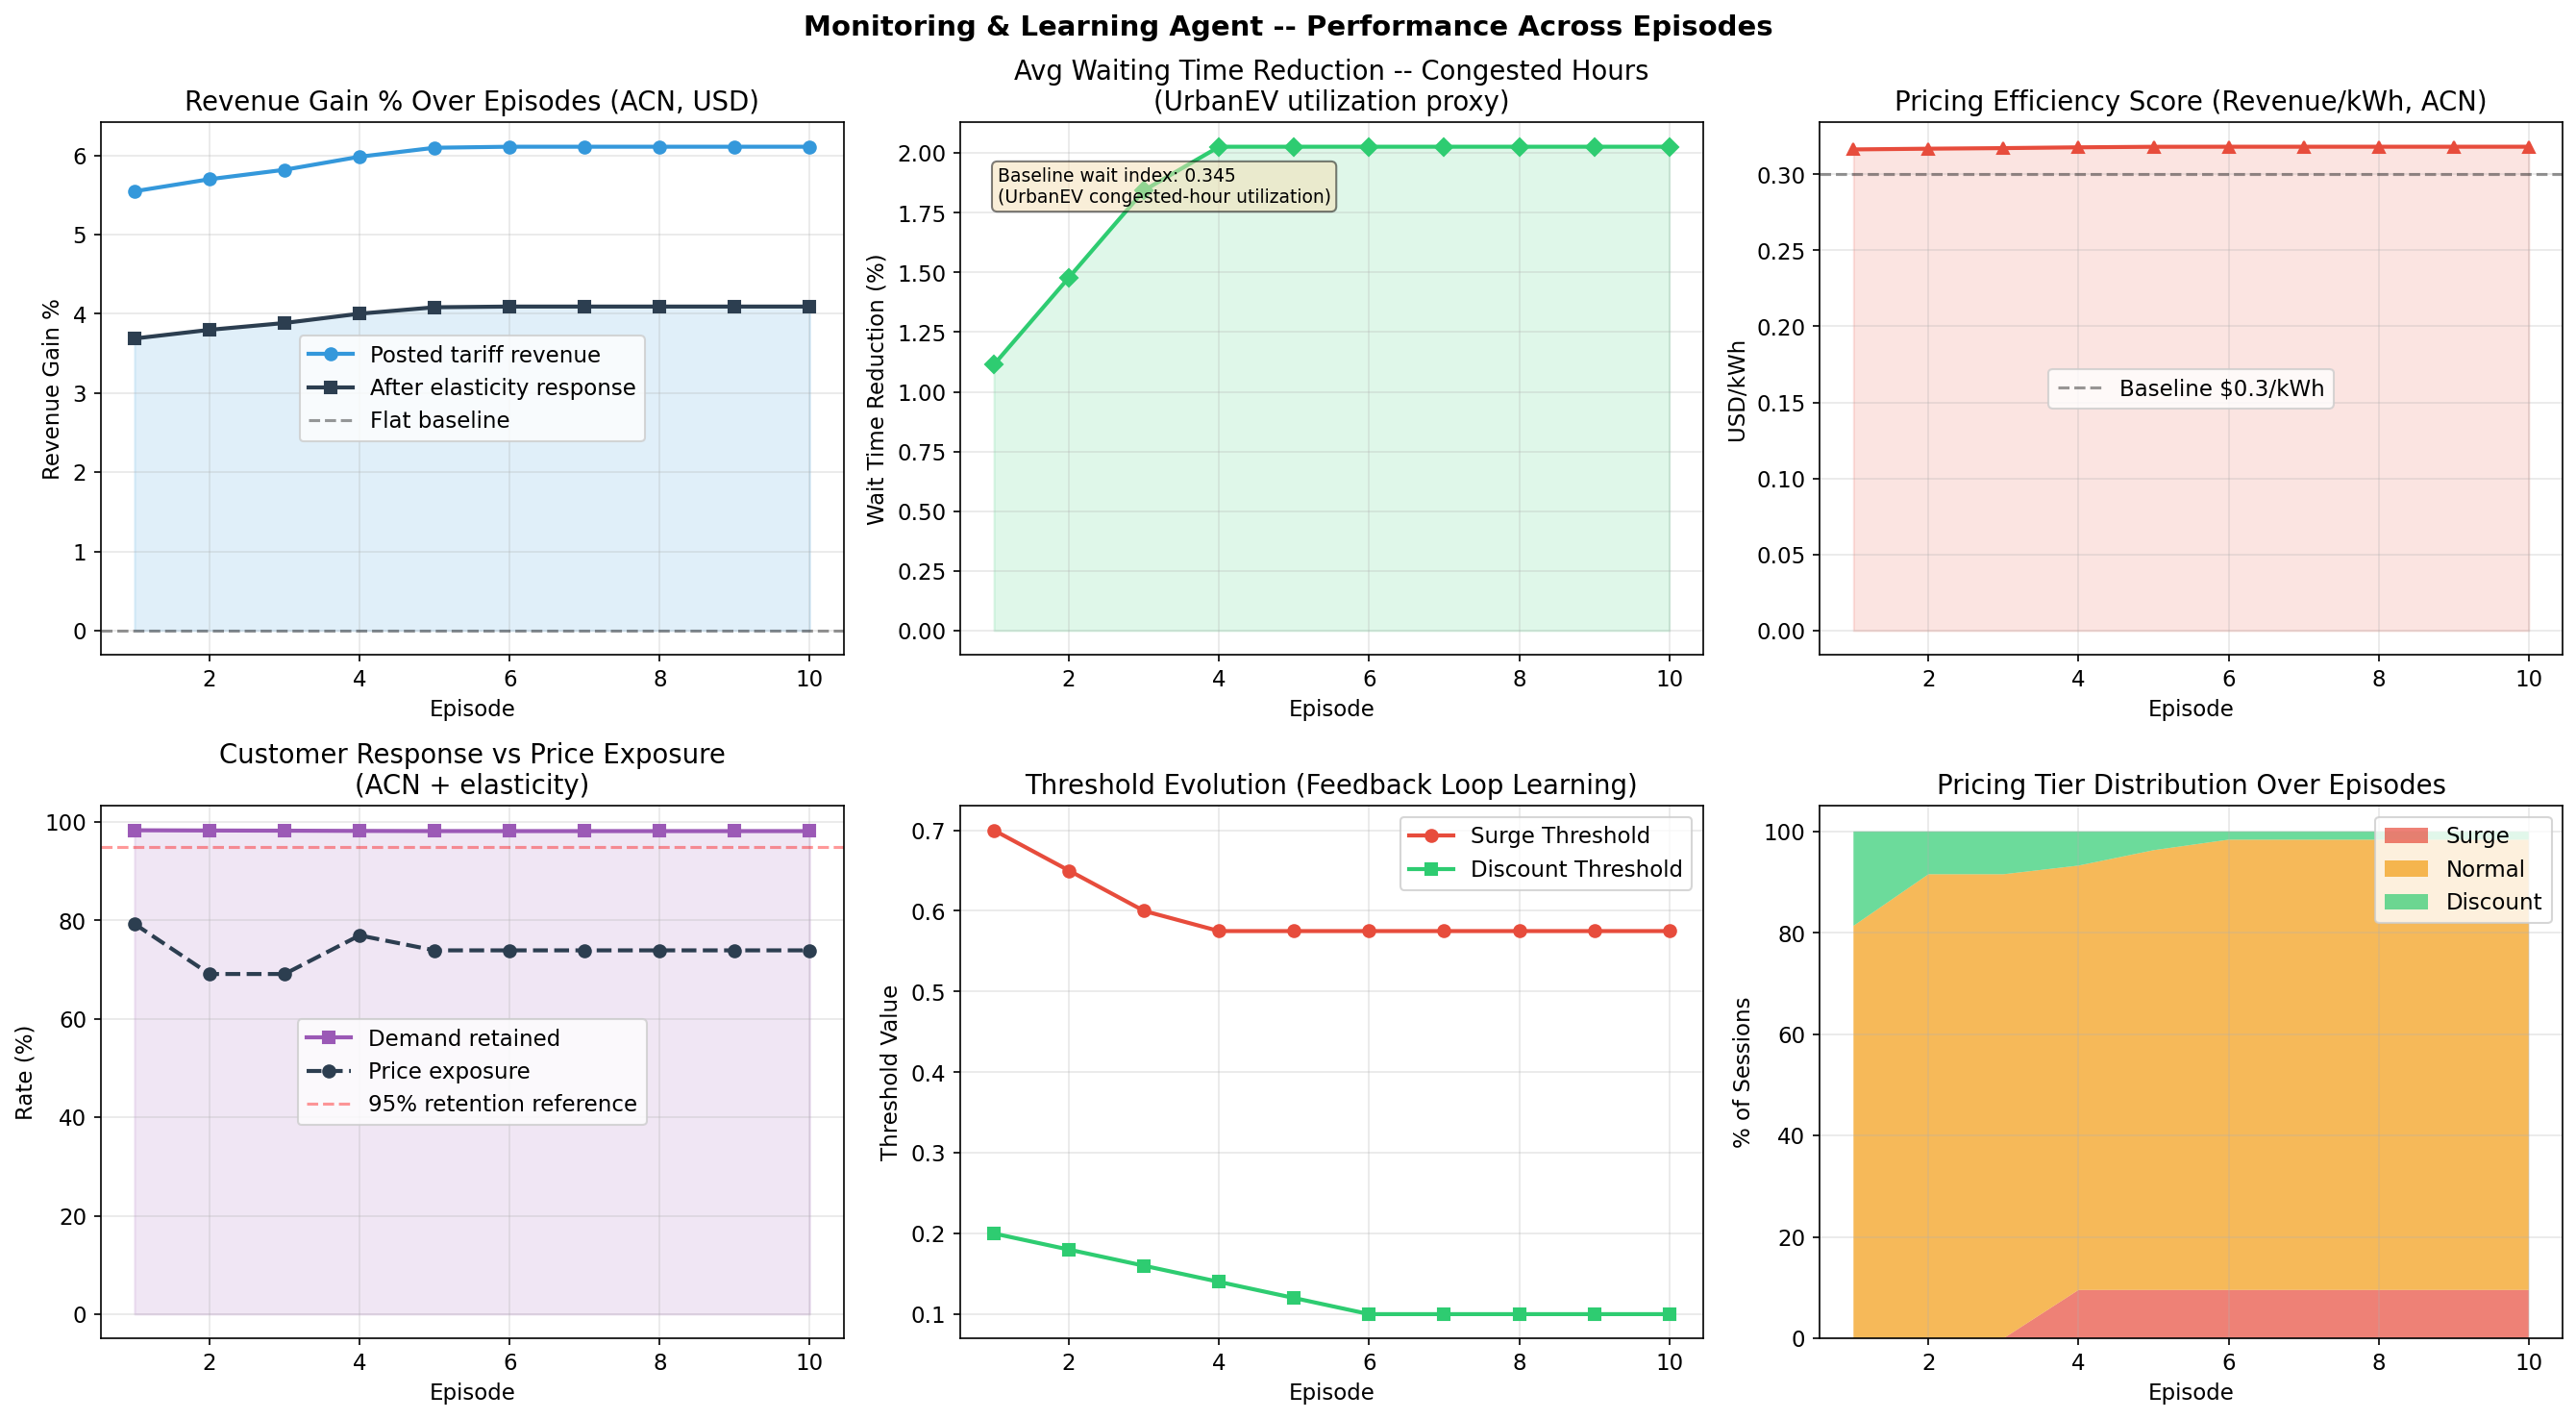 Monitoring & Learning Agent -- Performance Across Episodes
Revenue Gain % Over Episodes (ACN, USD)
Revenue Gain %
6
5
4
3
2
1
0
Posted tariff revenue
After elasticity response
Flat baseline
2 4 6 8 10
Episode
Avg Waiting Time Reduction -- Congested Hours
(UrbanEV utilization proxy)
Wait Time Reduction (%)
2.00
1.75
1.50
1.25
1.00
0.75
0.50
0.25
0.00
Baseline wait index: 0.345
(UrbanEV congested-hour utilization)
2 4 6 8 10
Episode
Pricing Efficiency Score (Revenue/kWh, ACN)
USD/kWh
0.30
0.25
0.20
0.15
0.10
0.05
0.00
Baseline $0.3/kWh
2 4 6 8 10
Episode
Customer Response vs Price Exposure
(ACN + elasticity)
Rate (%)
100
80
60
40
20
0
Demand retained
Price exposure
95% retention reference
2 4 6 8 10
Episode
Threshold Evolution (Feedback Loop Learning)
Threshold Value
0.7
0.6
0.5
0.4
0.3
0.2
0.1
Surge Threshold
Discount Threshold
2 4 6 8 10
Episode
Pricing Tier Distribution Over Episodes
% of Sessions
100
80
60
40
20
0
Surge
Normal
Discount
2 4 6 8 10
Episode